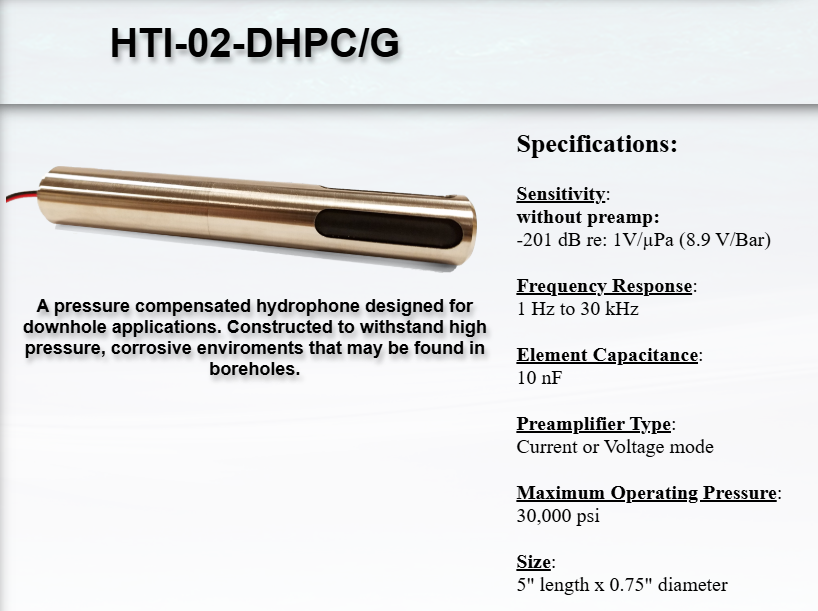 HTI-02-DHPC/G
A pressure compensated hydrophone designed for
downhole applications. Constructed to withstand high
pressure, corrosive enviroments that may be found in
boreholes.
Specifications:
Sensitivity:
without preamp:
-201 dB re: 1V/µPa (8.9 V/Bar)
Frequency Response:
1 Hz to 30 kHz
Element Capacitance:
10 nF
Preamplifier Type:
Current or Voltage mode
Maximum Operating Pressure:
30,000 psi
Size:
5" length x 0.75" diameter